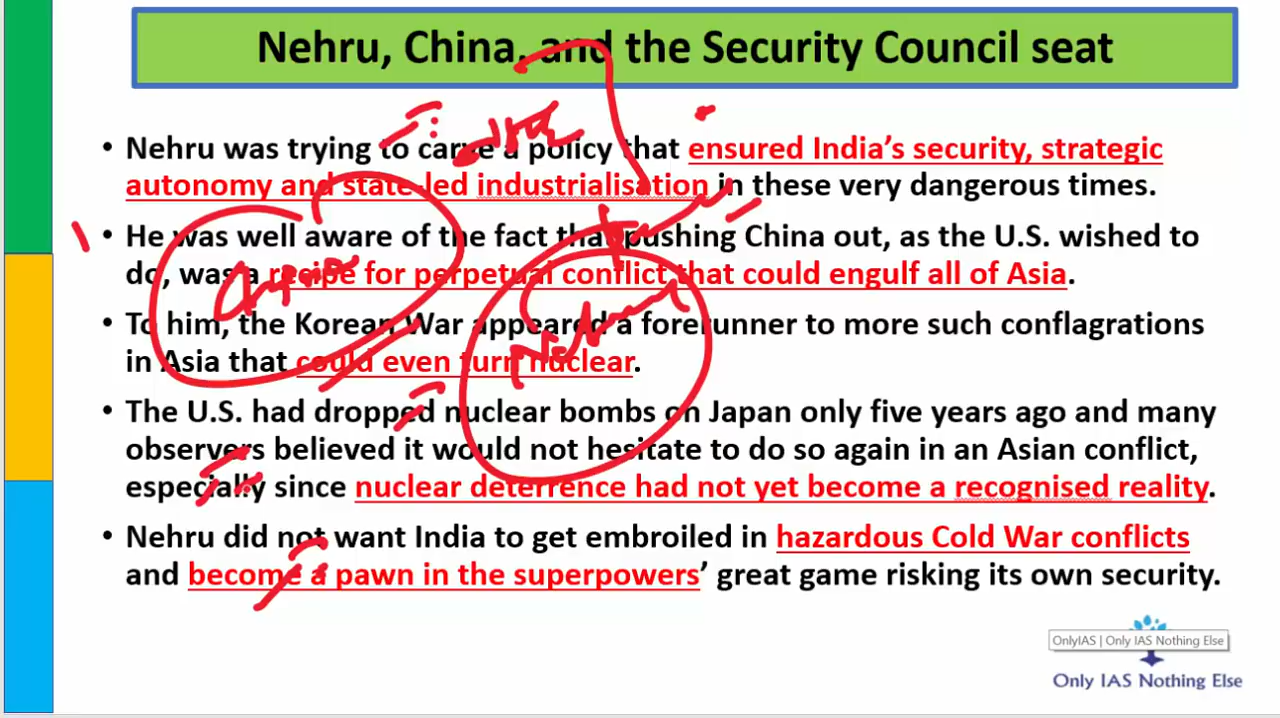 Nehru, China, and the Security Council seat
• Nehru was trying to carve a policy that ensured India's security, strategic
autonomy and state-led industrialisation in these very dangerous times.
• He was well aware of the fact that pushing China out, as the U.S. wished to
do, was a recipe for perpetual conflict that could engulf all of Asia.
• To him, the Korean War appeared a forerunner to more such conflagrations
in Asia that could even turn nuclear.
• The U.S. had dropped nuclear bombs on Japan only five years ago and many
observers believed it would not hesitate to do so again in an Asian conflict,
especially since nuclear deterrence had not yet become a recognised reality.
• Nehru did not want India to get embroiled in hazardous Cold War conflicts
and become a pawn in the superpowers' great game risking its own security.
Nehru
OnlyIAS | Only IAS Nothing Else
Only IAS Nothing Else